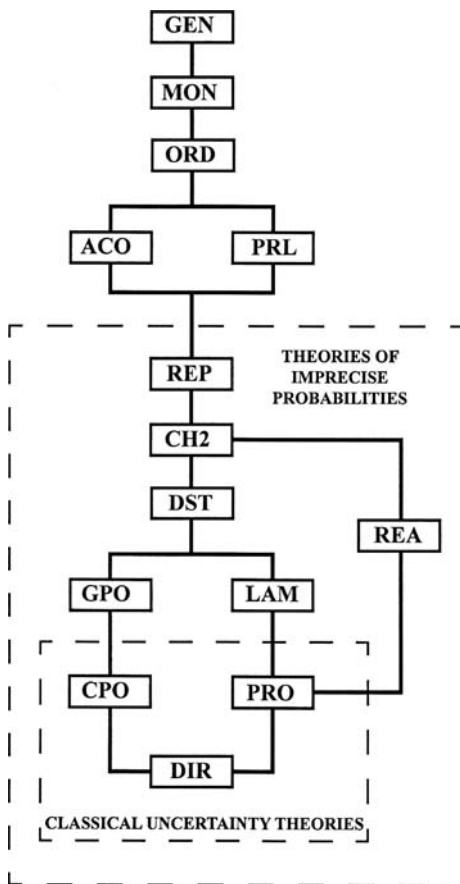 GEN
MON
ORD
ACO
PRL
THEORIES OF
IMPRECISE
PROBABILITIES
REP
CH2
DST
REA
GPO
LAM
CPO
PRO
DIR
CLASSICAL UNCERTAINTY THEORIES